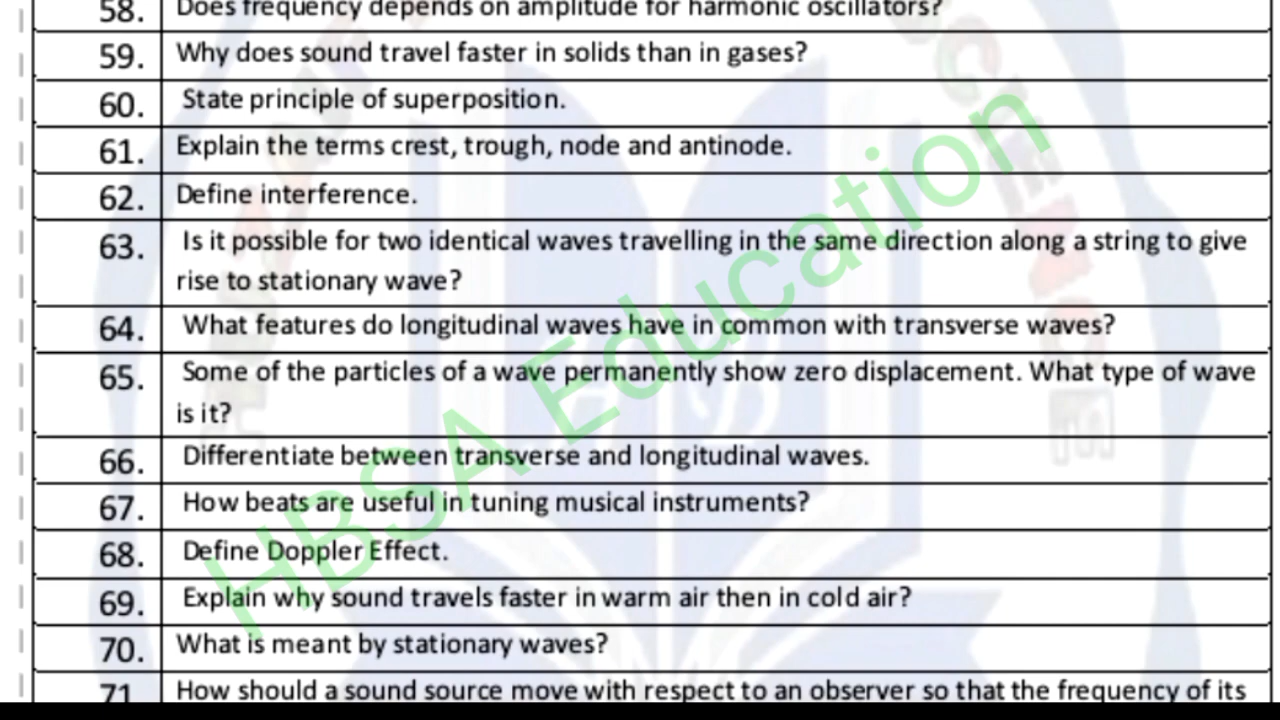 58. Does frequency depends on amplitude for harmonic oscillators?
59. Why does sound travel faster in solids than in gases?
60. State principle of superposition.
61. Explain the terms crest, trough, node and antinode.
62. Define interference.
63. Is it possible for two identical waves travelling in the same direction along a string to give
rise to stationary wave?
64. What features do longitudinal waves have in common with transverse waves?
65. Some of the particles of a wave permanently show zero displacement. What type of wave
is it?
66. Differentiate between transverse and longitudinal waves.
67. How beats are useful in tuning musical instruments?
68. Define Doppler Effect.
69. Explain why sound travels faster in warm air then in cold air?
70. What is meant by stationary waves?
71 How should a sound source move with respect to an observer so that the frequency of its
HBSA Education